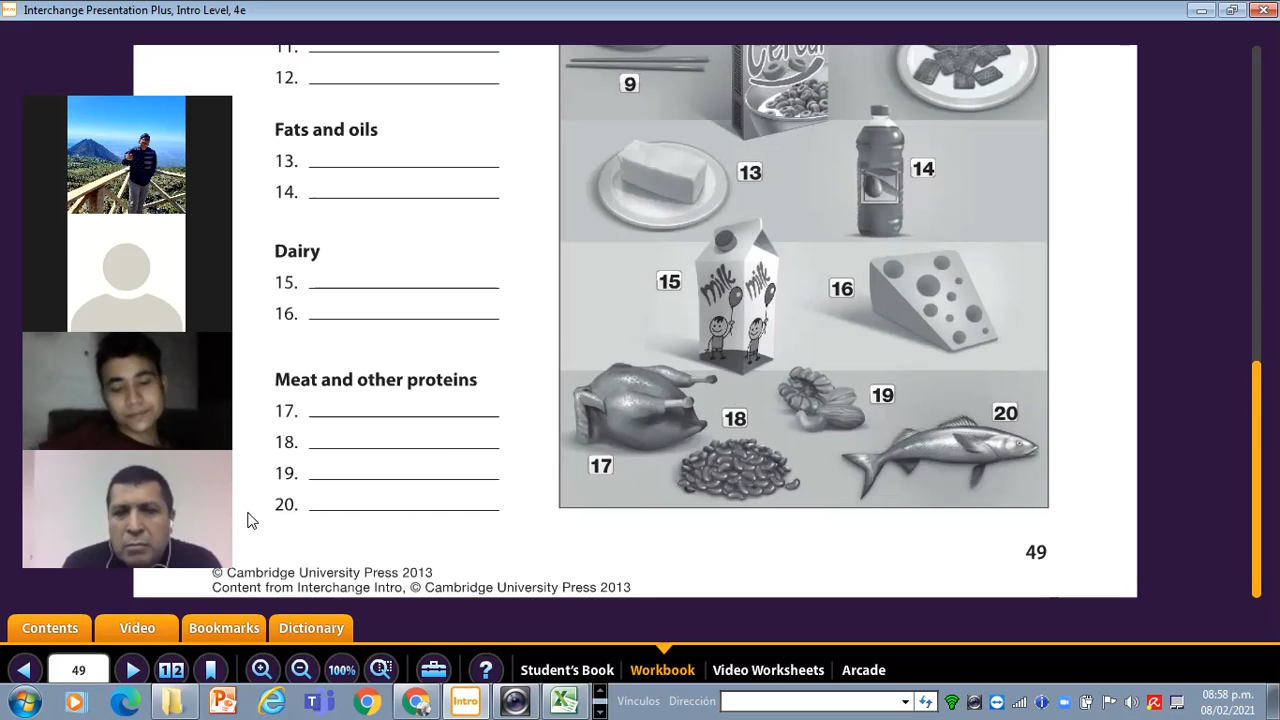 Interchange Presentation Plus, Intro Level, 4e
11.
12.
Fats and oils
13.
14.
Dairy
15.
16.
Meat and other proteins
17.
18.
19.
20.
Cereal
9
13
14
milk milk
15
16
17
18
19
20
49
© Cambridge University Press 2013
Content from Interchange Intro, © Cambridge University Press 2013
Contents Video Bookmarks Dictionary
49 12 100% ? Student's Book Workbook Video Worksheets Arcade
Intro Vínculos Dirección 08:58 p.m.
08/02/2021